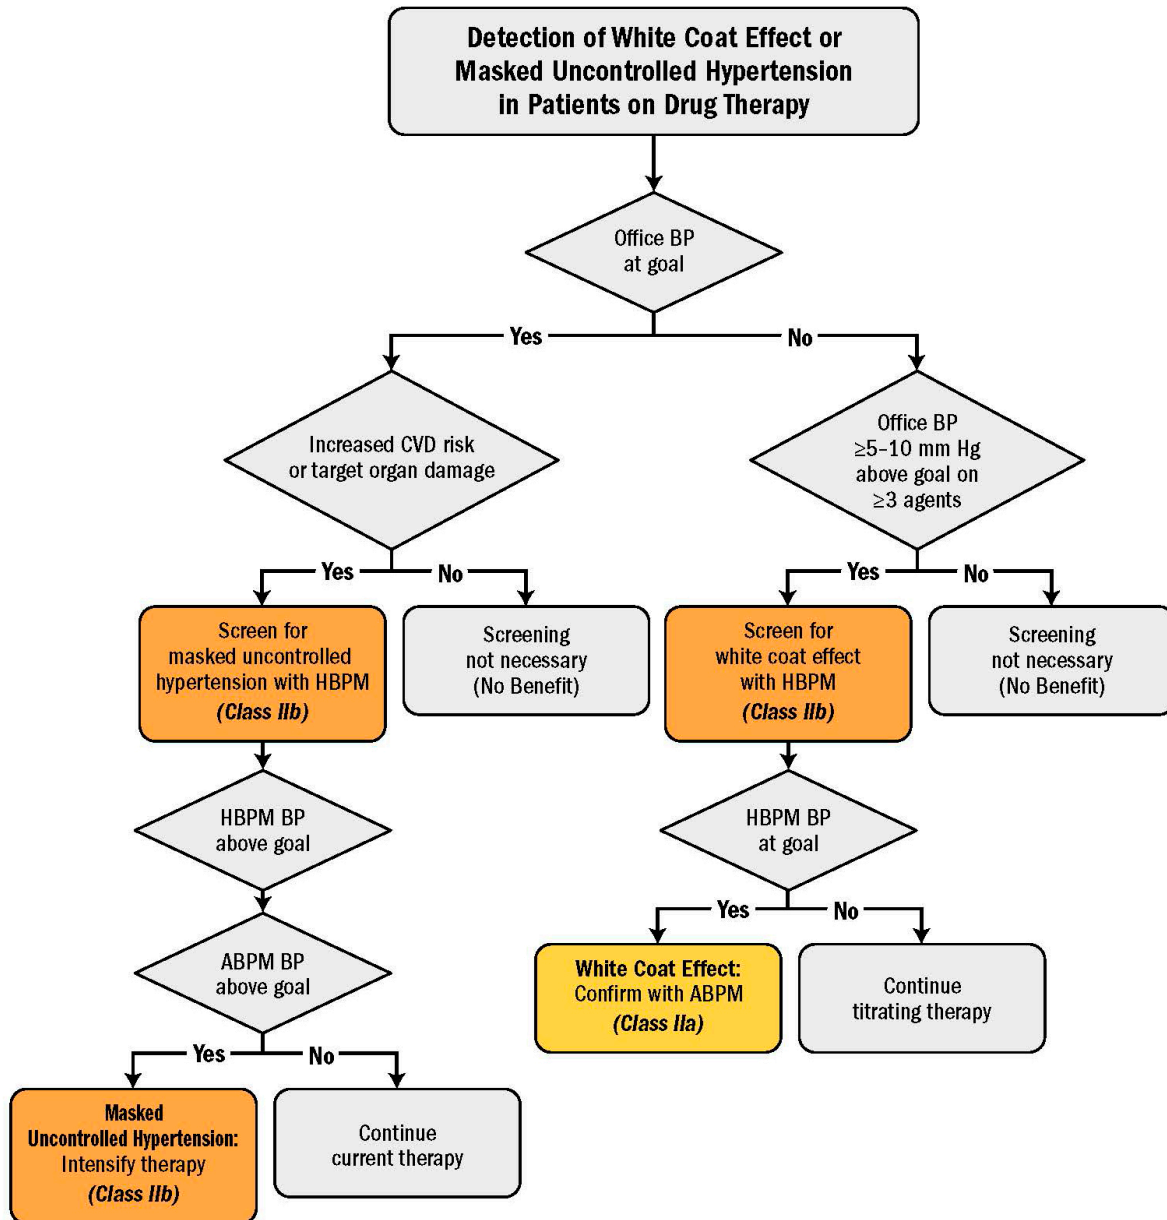 Detection of White Coat Effect or
Masked Uncontrolled Hypertension
in Patients on Drug Therapy
Office BP
at goal
Yes
No
Increased CVD risk
or target organ damage
Office BP
≥5–10 mm Hg
above goal on
≥3 agents
Yes
No
Yes
No
Screen for
masked uncontrolled
hypertension with HBPM
(Class IIb)
Screening
not necessary
(No Benefit)
Screen for
white coat effect
with HBPM
(Class IIb)
Screening
not necessary
(No Benefit)
HBPM BP
above goal
HBPM BP
at goal
Yes
No
ABPM BP
above goal
White Coat Effect:
Confirm with ABPM
(Class IIa)
Continue
titrating therapy
Yes
No
Masked
Uncontrolled Hypertension:
Intensify therapy
(Class IIb)
Continue
current therapy